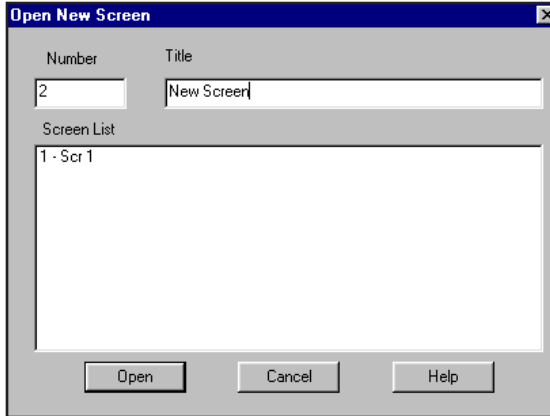 Open New Screen
Number Title
2 New Screen
Screen List
1 - Scr 1
Open Cancel Help